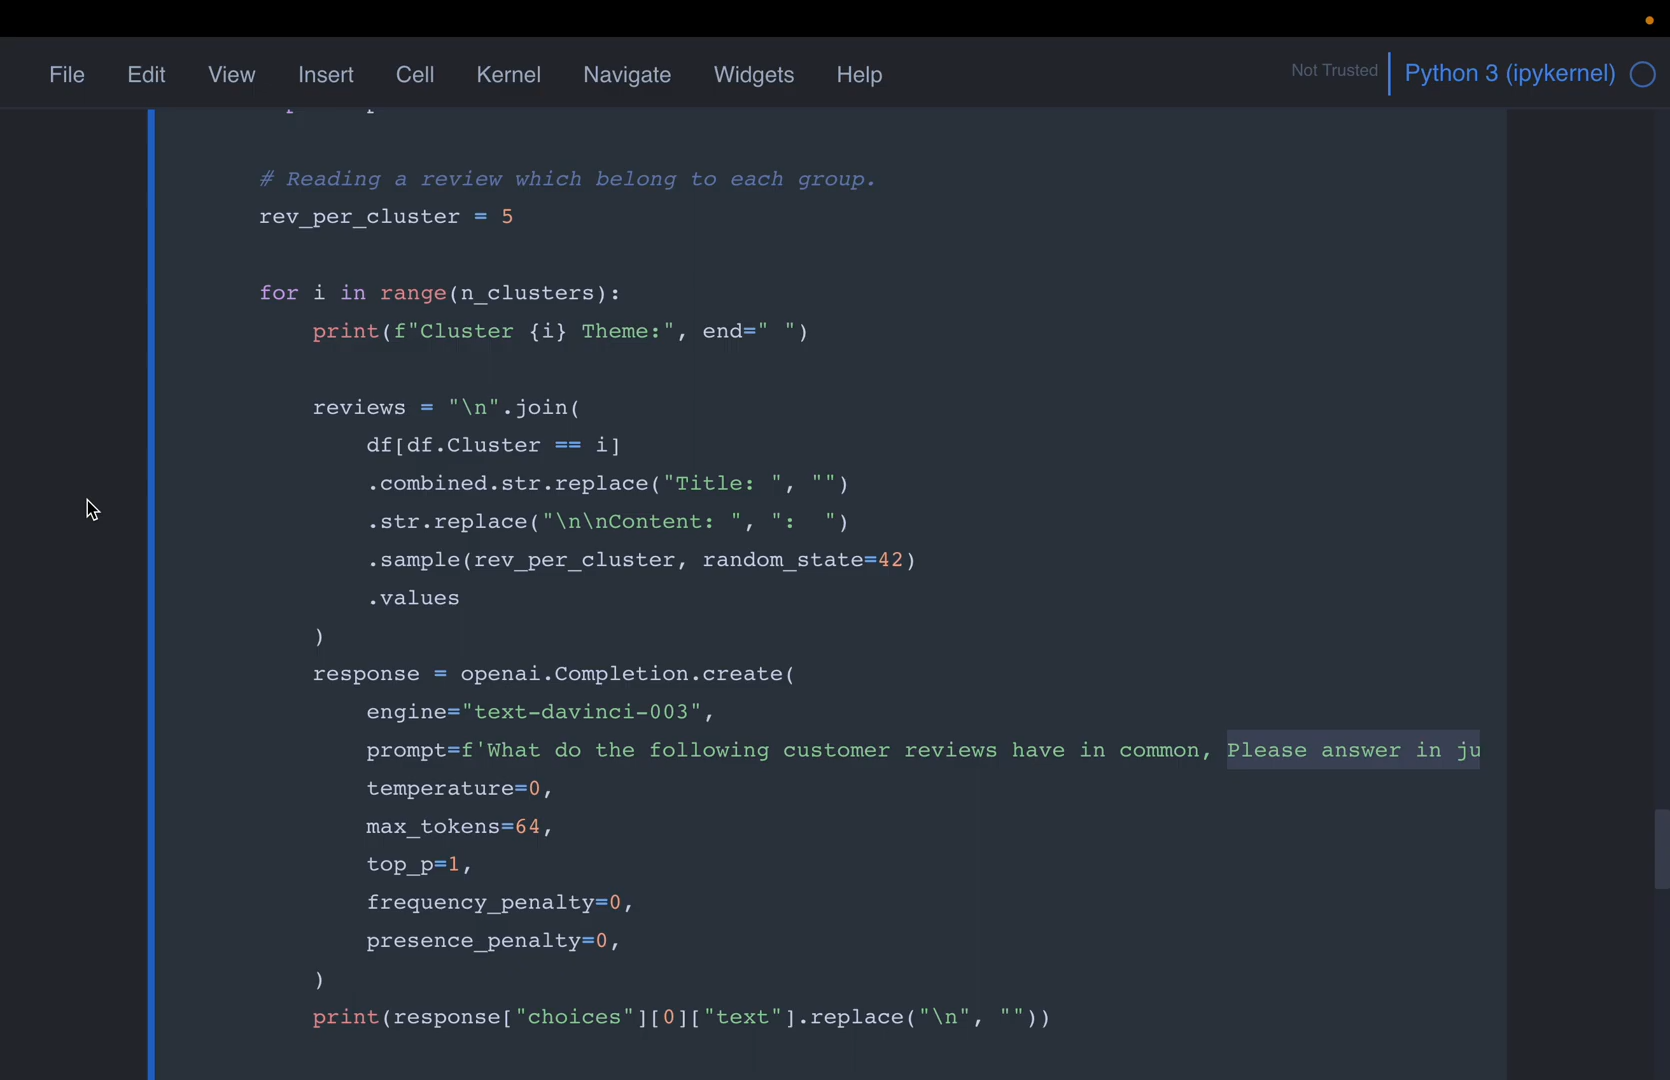 File Edit View Insert Cell Kernel Navigate Widgets Help Not Trusted Python 3 (ipykernel)
# Reading a review which belong to each group.
rev_per_cluster = 5
for i in range(n_clusters):
    print(f"Cluster {i} Theme:", end=" ")
    reviews = "\n".join(
        df[df.Cluster == i]
        .combined.str.replace("Title: ", "")
        .str.replace("\n\nContent: ", ":  ")
        .sample(rev_per_cluster, random_state=42)
        .values
    )
    response = openai.Completion.create(
        engine="text-davinci-003",
        prompt=f'What do the following customer reviews have in common, Please answer in ju
        temperature=0,
        max_tokens=64,
        top_p=1,
        frequency_penalty=0,
        presence_penalty=0,
    )
    print(response["choices"][0]["text"].replace("\n", ""))